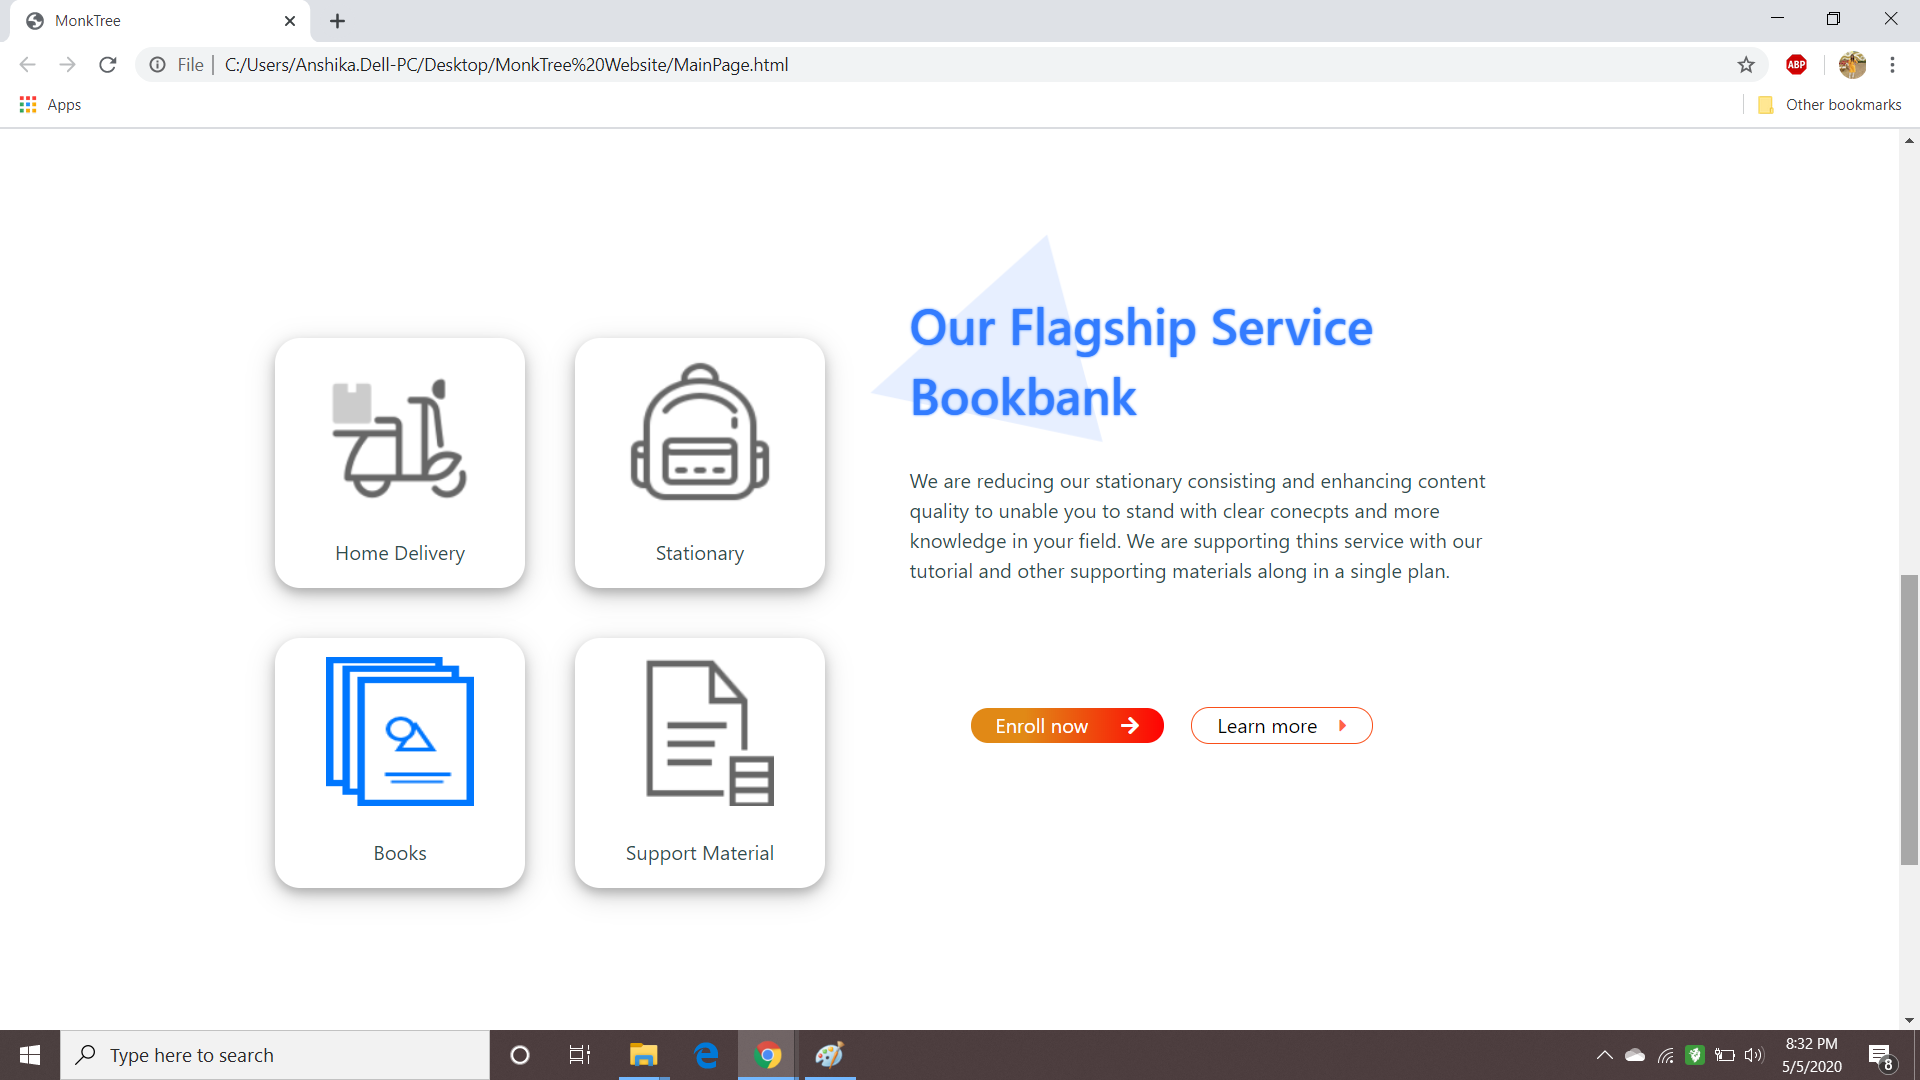 MonkTree
File
C:/Users/Anshika.Dell-PC/Desktop/MonkTree%20Website/MainPage.html
ABP
Apps
Other bookmarks
Our Flagship Service
Bookbank
We are reducing our stationary consisting and enhancing content
quality to unable you to stand with clear conecpts and more
knowledge in your field. We are supporting thins service with our
tutorial and other supporting materials along in a single plan.
Home Delivery
Stationary
Enroll now
Learn more
Books
Support Material
Type here to search
8:32 PM
5/5/2020
8